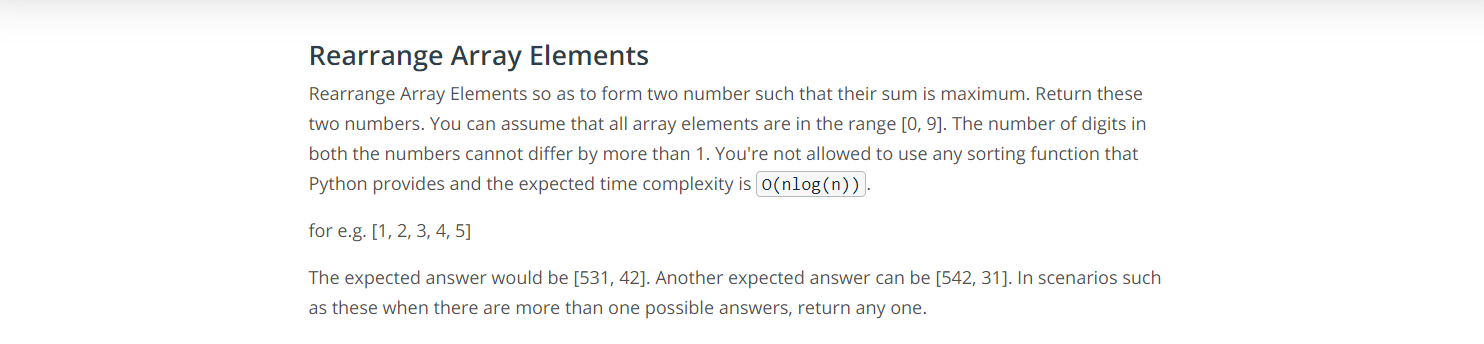 Rearrange Array Elements
Rearrange Array Elements so as to form two number such that their sum is maximum. Return these
two numbers. You can assume that all array elements are in the range [0, 9]. The number of digits in
both the numbers cannot differ by more than 1. You're not allowed to use any sorting function that
Python provides and the expected time complexity is O(nlog(n)).
for e.g. [1, 2, 3, 4, 5]
The expected answer would be [531, 42]. Another expected answer can be [542, 31]. In scenarios such
as these when there are more than one possible answers, return any one.